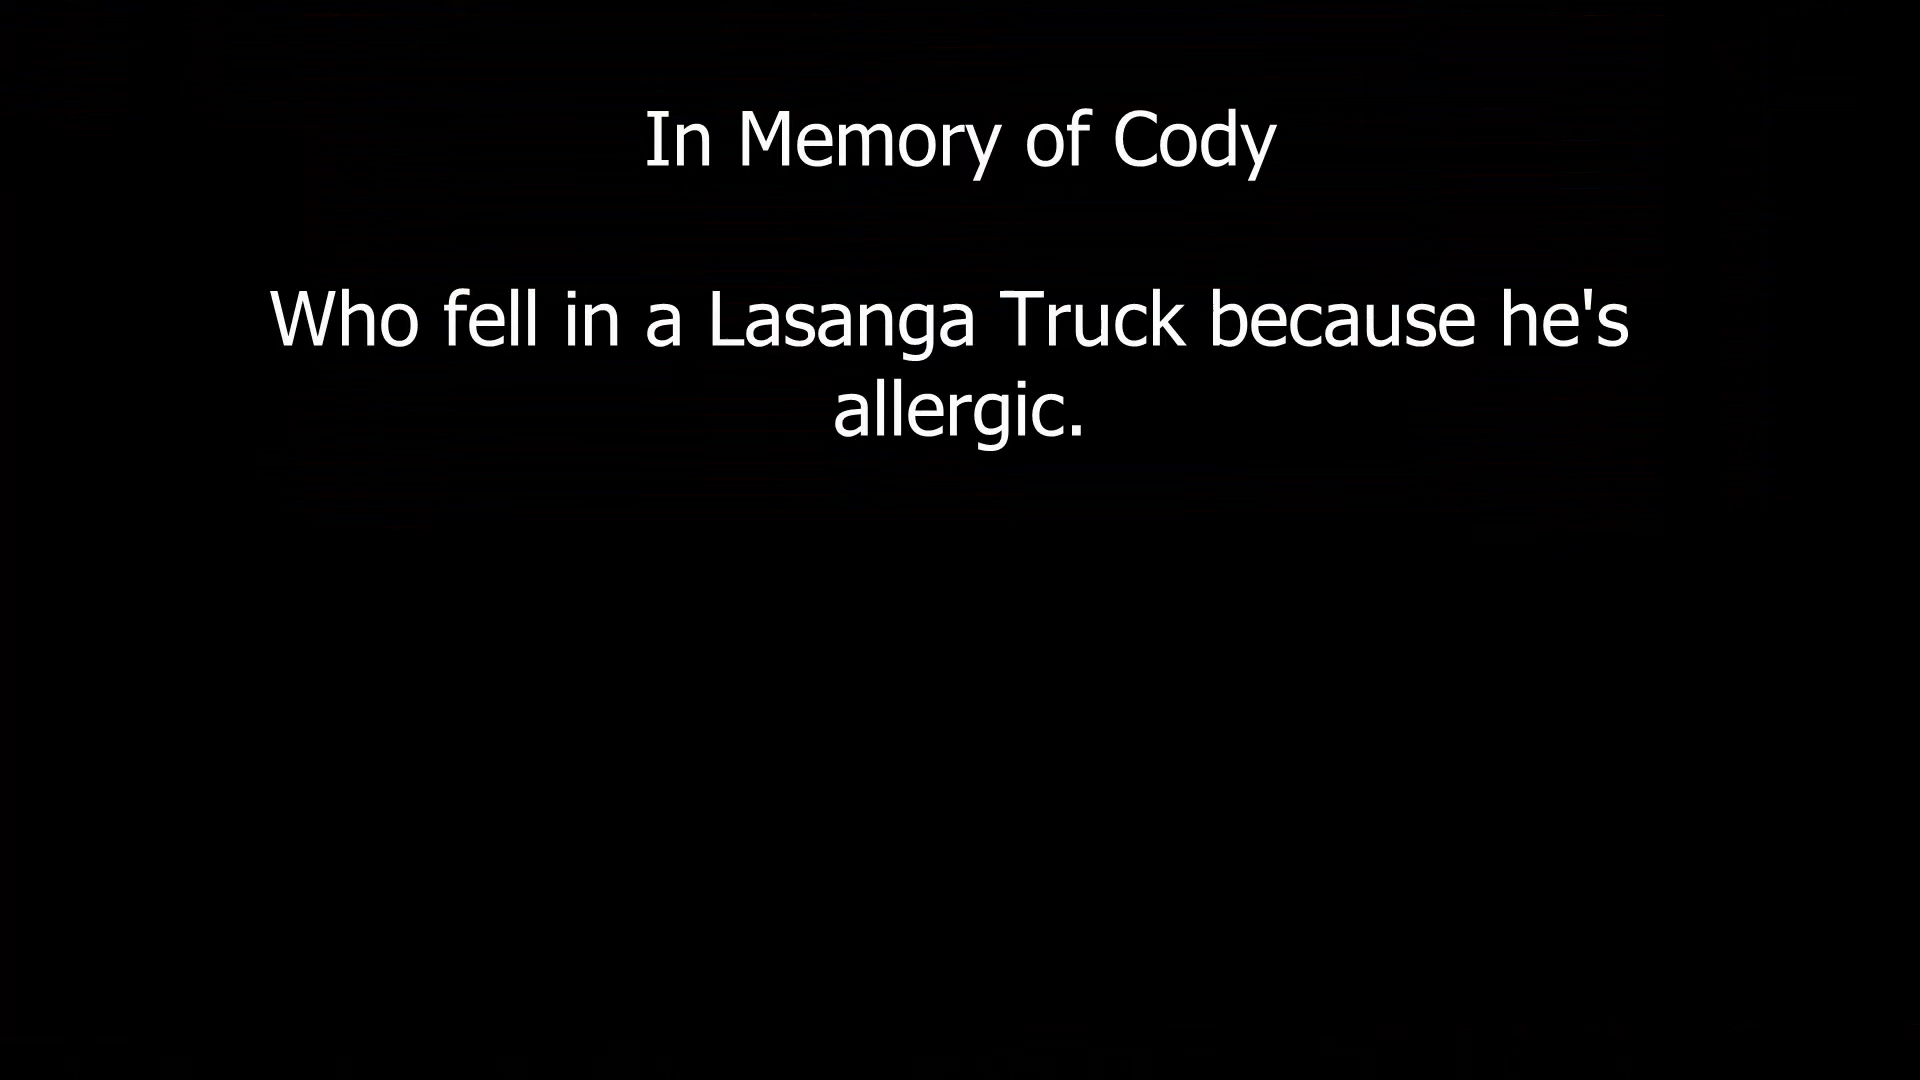 In Memory of Cody
Who fell in a Lasanga Truck because he's
allergic.